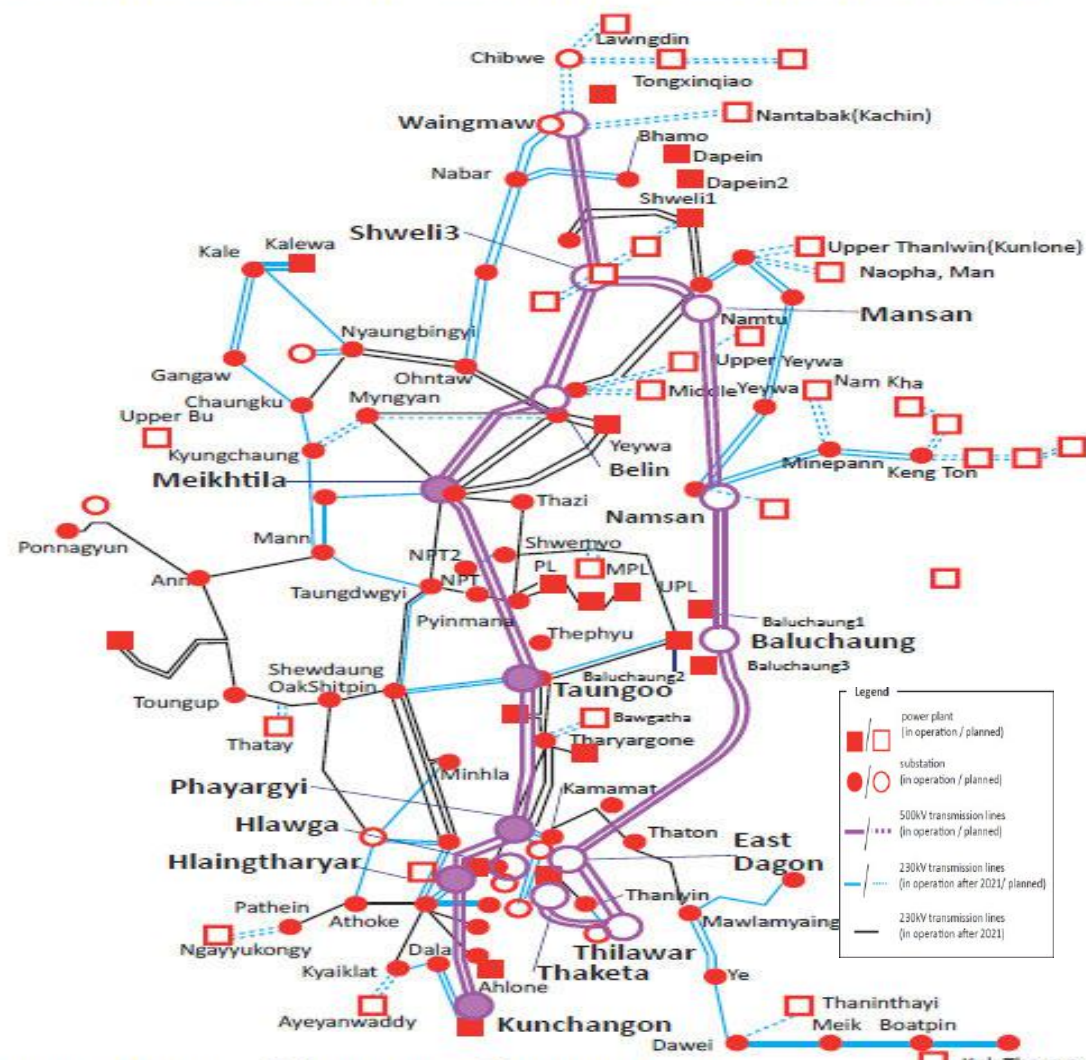 Lawngdin
Chibwe
Tongxinqiao
Waingmaw
Nantabak(Kachin)
Bhamo
Dapein
Nabar
Dapein2
Shweli1
Shweli3
Kale
Kalewa
Upper Thanlwin(Kunlone)
Naopha, Man
Mansan
Namtu
Nyaungbingyi
Gangaw
Ohntaw
Upper Yeywa
Chaungku
Myngyan
Middle Yeywa
Nam Kha
Upper Bu
Kyungchaung
Yeywa
Belin
Minepann
Keng Ton
Meikhtila
Thazi
Namsan
Ponnagyun
Mann
NPT2
Shwemyo
Ann
Taungdwgyi
NPT
PL
MPL
UPL
Pyinmana
Baluchaung1
Thephyu
Baluchaung
Baluchaung3
Shewdaung
OakShitpin
Baluchaung2
Toungup
Taungoo
Thatay
Bawgatha
Tharyargone
Minhla
Phayargyi
Kamamat
Hlawga
Thaton
East
Dagon
Hlaingtharyar
Thanlyin
Pathein
Athoke
Mawlamyaing
Ngayyukongy
Dala
Thilawar
Kyaiklat
Thaketa
Ahlone
Ye
Ayeyanwaddy
Kunchangon
Thaninthayi
Meik
Boatpin
Dawei
Legend
power plant
(in operation / planned)
substation
(in operation / planned)
500kV transmission lines
(in operation / planned)
230kV transmission lines
(in operation after 2021/ planned)
230kV transmission lines
(in operation after 2021)